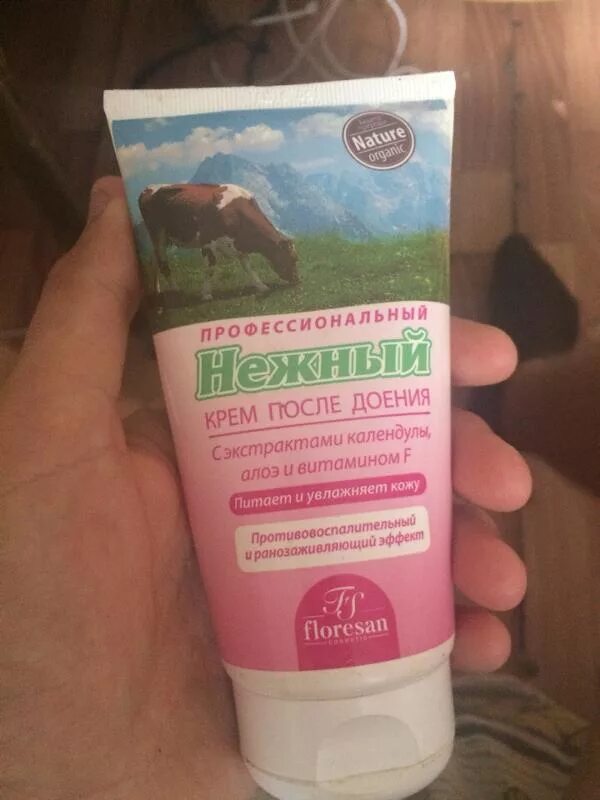 Nature
organic
ПРОФЕССИОНАЛЬНЫЙ
Нежный
КРЕМ ПОСЛЕ ДОЕНИЯ
С экстрактами календулы,
алоэ и витамином F
Питает и увлажняет кожу
Противовоспалительный
и ранозаживляющий эффект
FS
floresan
COSMETIC